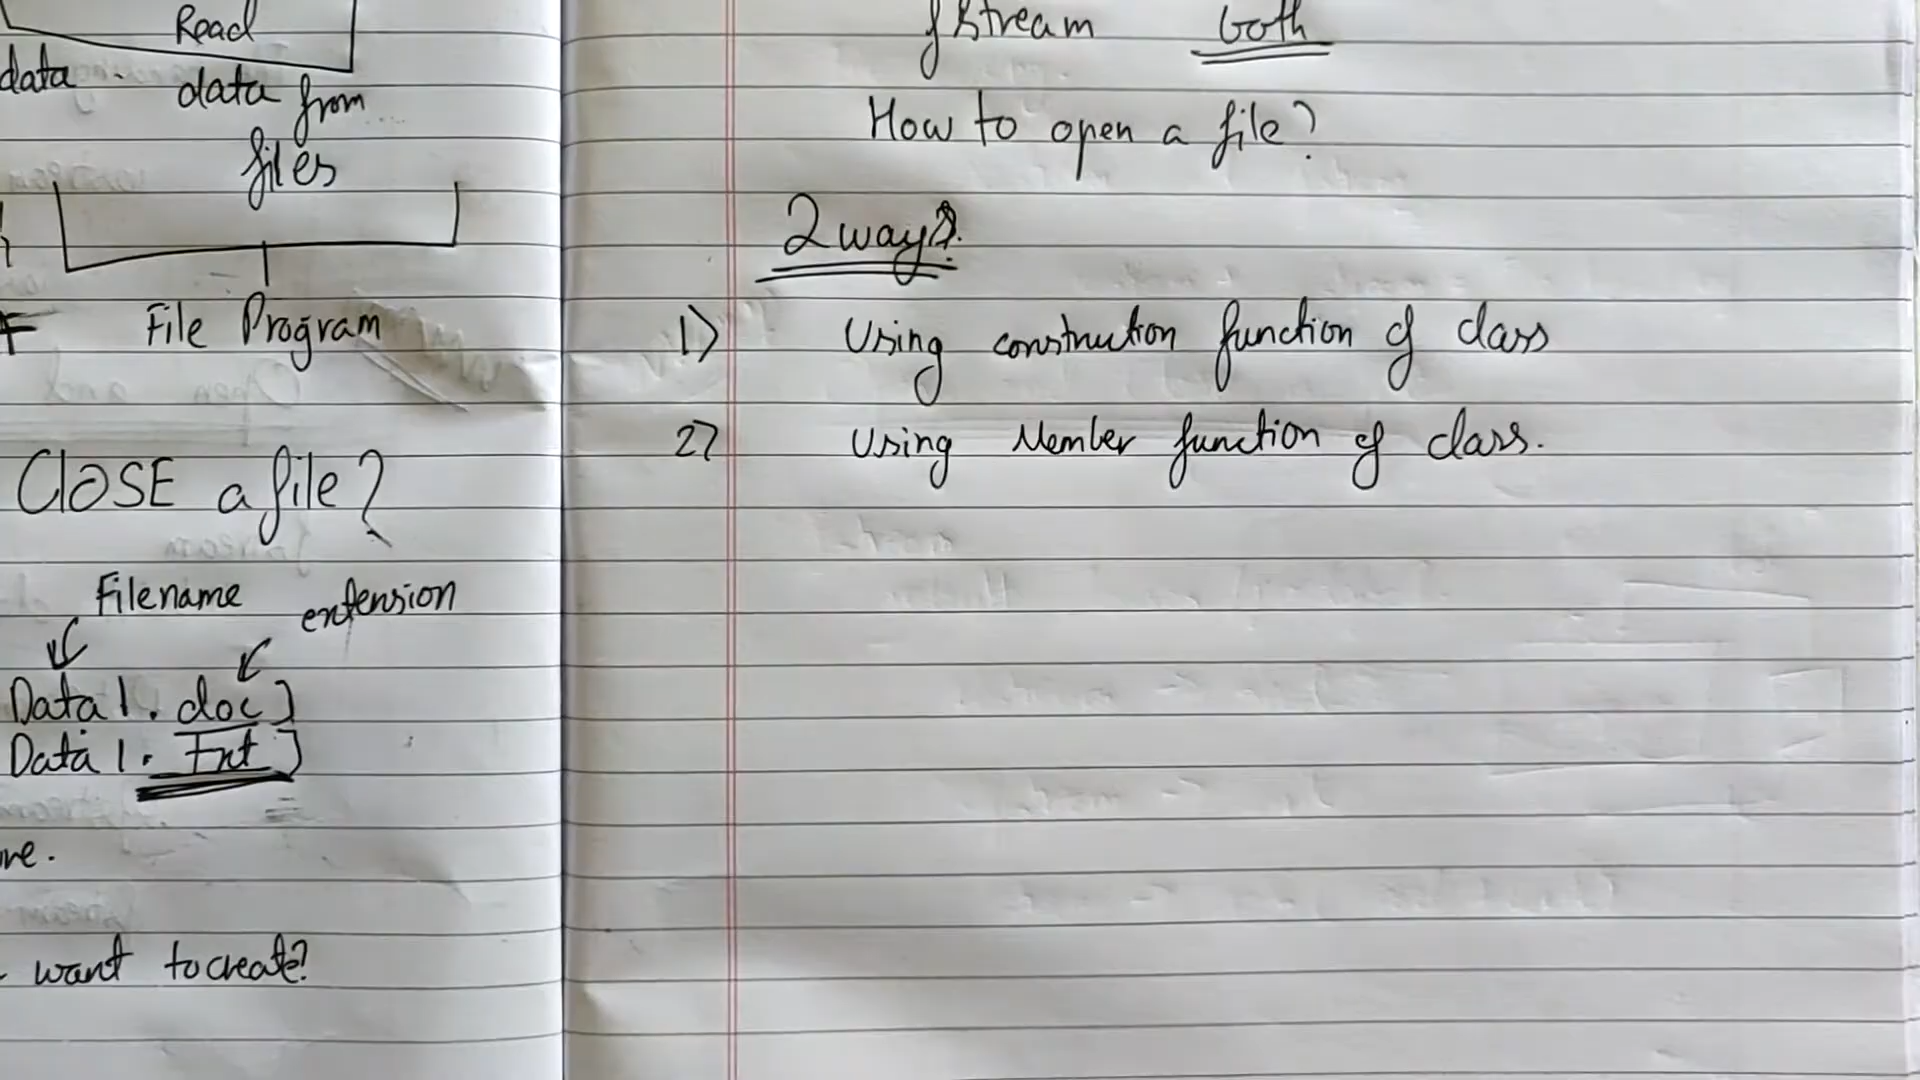 Read
data data from
files
File Program
CloSE a file?
Filename extension
Data1. doc]
Data1. Txt]
want to create?
fstream both
How to open a file?
2 ways.
1) Using construction function of class
2) Using Member function of class.